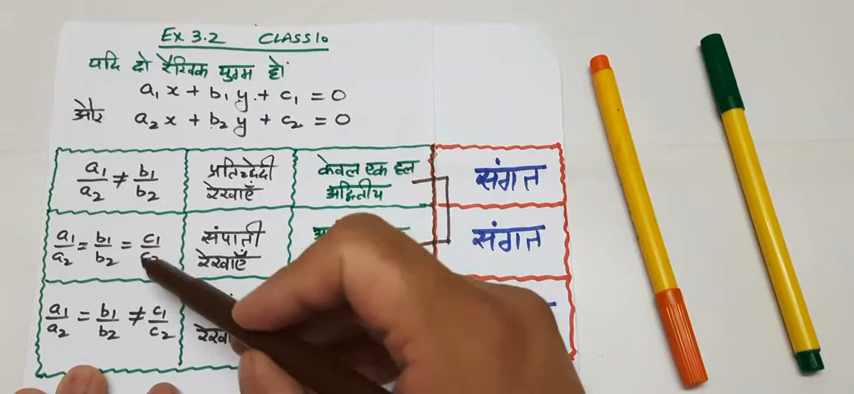 Ex 3.2 CLASS 10
यदि दो रैखिक युग्म हों
a₁x + b₁y + c₁ = 0
और a₂x + b₂y + c₂ = 0
a₁/a₂ ≠ b₁/b₂ प्रतिच्छेदी रेखाएँ केवल एक हल अद्वितीय संगत
a₁/a₂ = b₁/b₂ = c₁/c₂ संपाती रेखाएँ संगत
a₁/a₂ = b₁/b₂ ≠ c₁/c₂ रेखाएँ